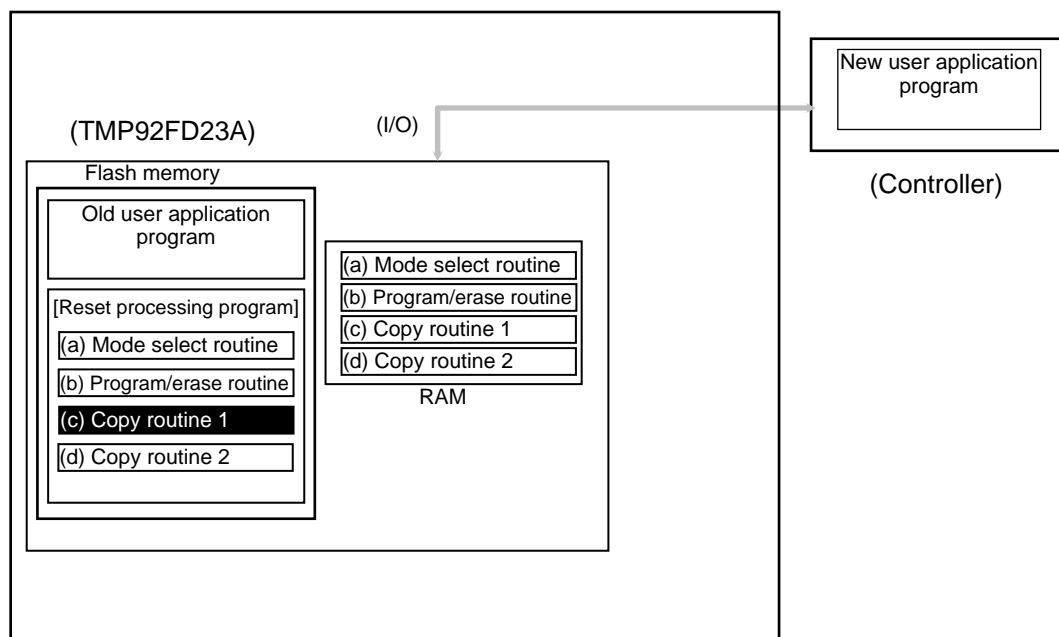 New user application
program
(Controller)
(I/O)
(TMP92FD23A)
Flash memory
Old user application
program
[Reset processing program]
(a) Mode select routine
(b) Program/erase routine
(c) Copy routine 1
(d) Copy routine 2
(a) Mode select routine
(b) Program/erase routine
(c) Copy routine 1
(d) Copy routine 2
RAM